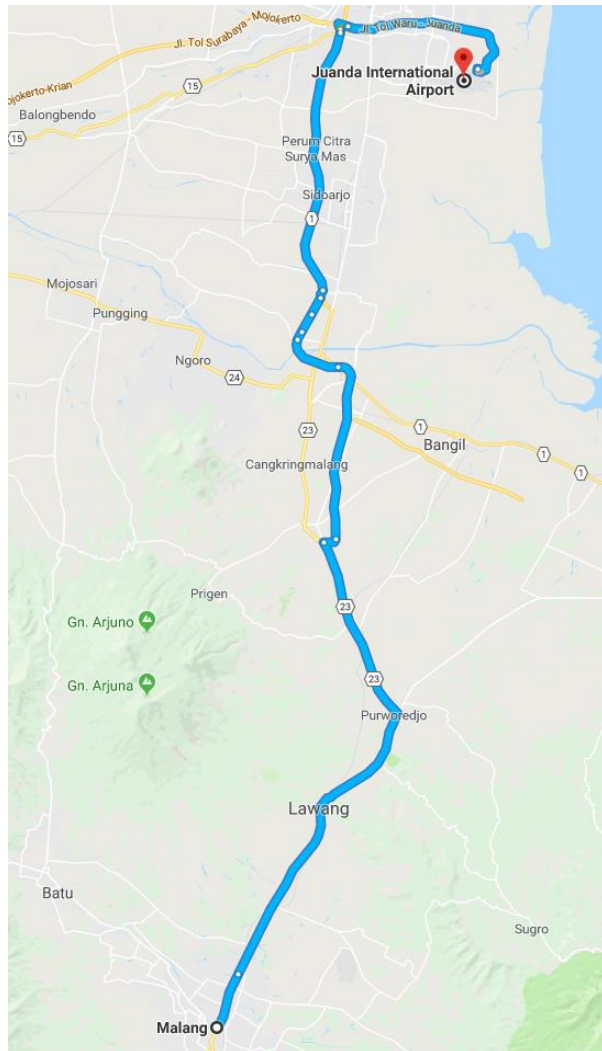 Jl. Tol Surabaya - Mojokerto
Jl. Tol Waru - Juanda
Juanda International
Airport
Mojokerto-Krian
15
Balongbendo
15
Perum Citra
Surya Mas
Sidoarjo
1
Mojosari
Pungging
Ngoro
24
23
1
Bangil
1
1
Cangkringmalang
Prigen
23
Gn. Arjuno
Gn. Arjuna
23
Purworedjo
Lawang
Batu
Sugro
Malang